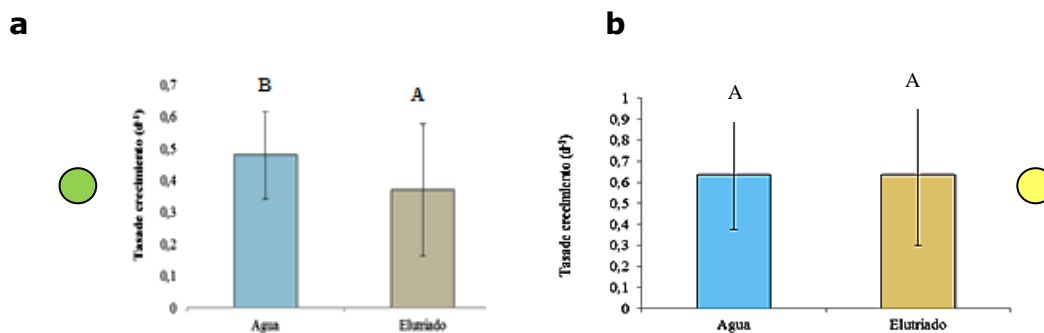 a
b
Tasade crecimiento (d⁻¹)
0,7
0,6
0,5
0,4
0,3
0,2
0,1
0
B
A
Agua
Elutriado
Tasade crecimiento (d⁻¹)
1
0,9
0,8
0,7
0,6
0,5
0,4
0,3
0,2
0,1
0
A
A
Agua
Elutriado